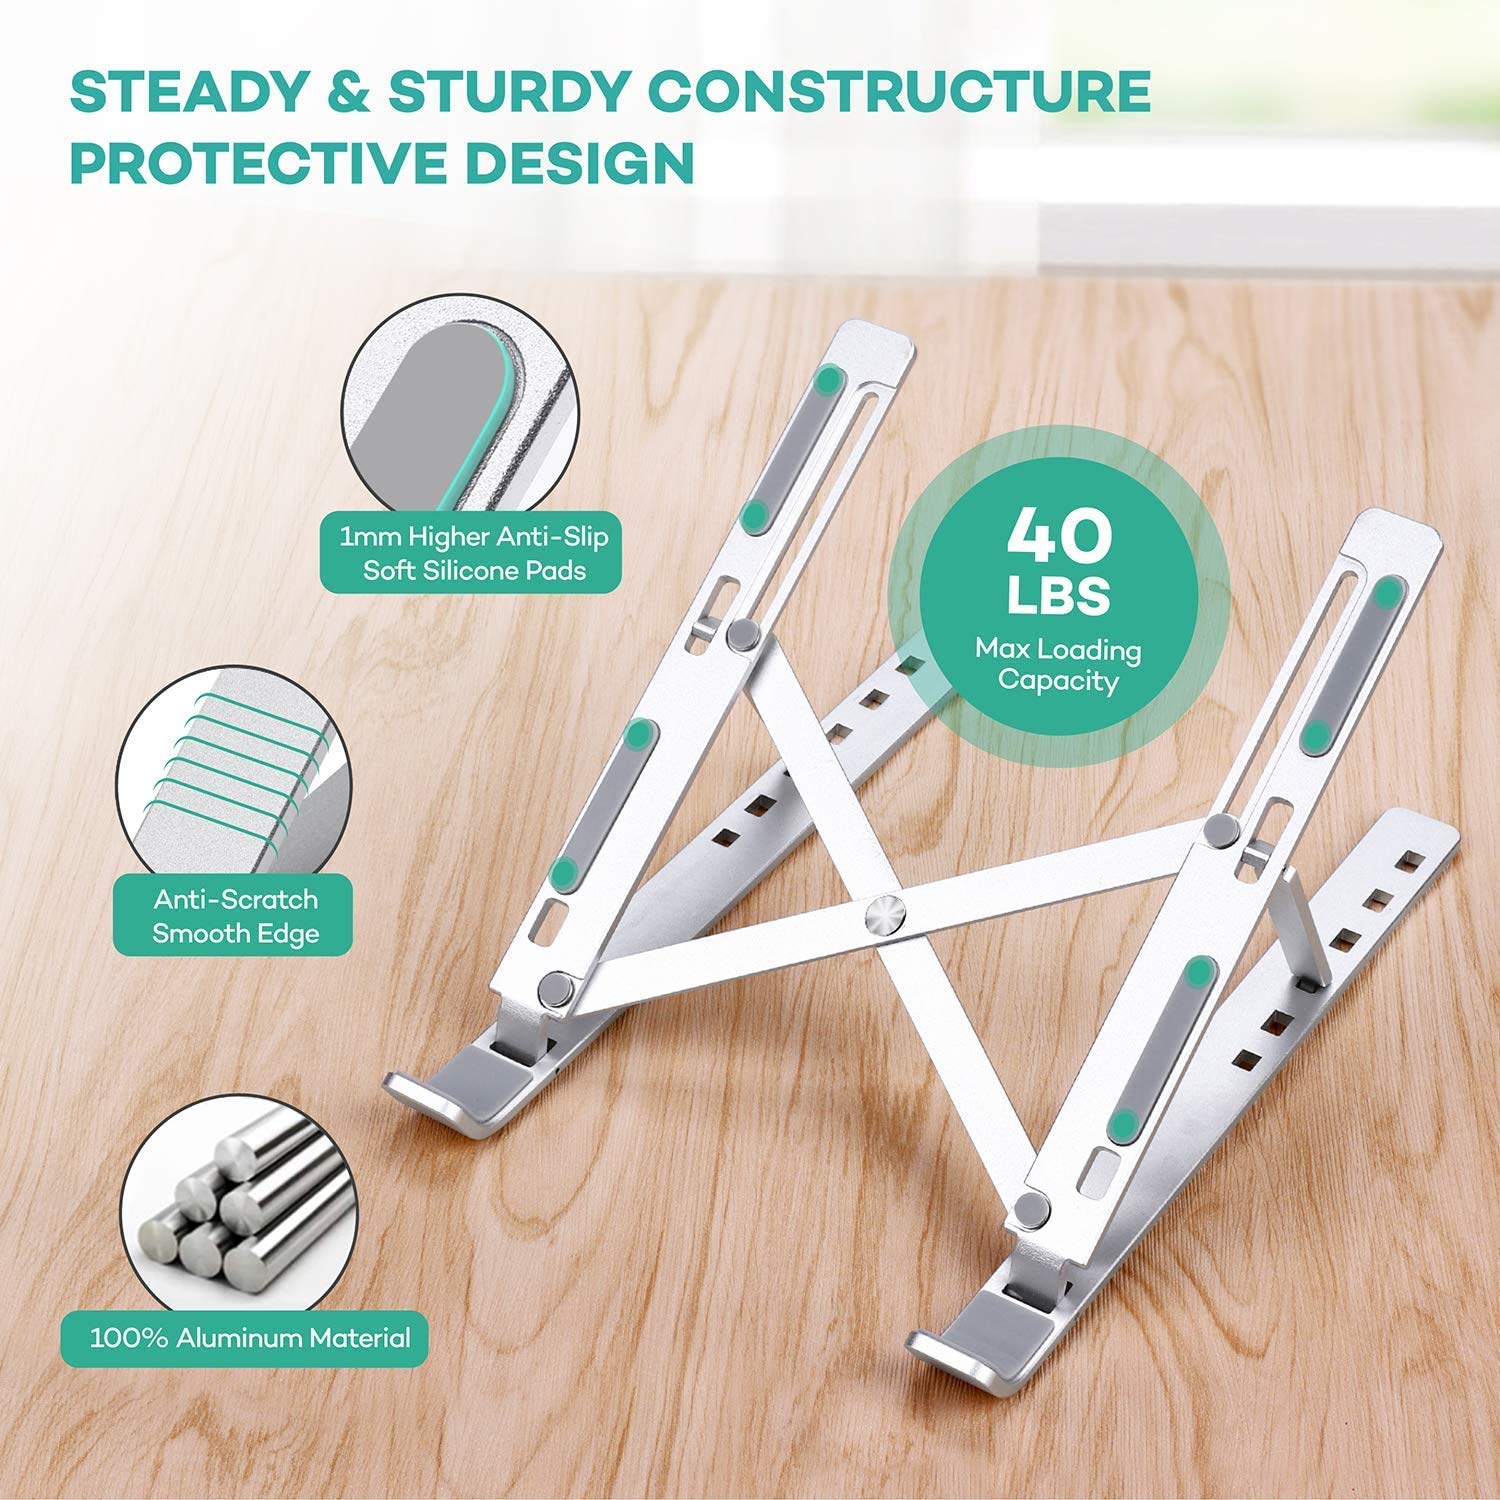 STEADY & STURDY CONSTRUCTURE
PROTECTIVE DESIGN
1mm Higher Anti-Slip
Soft Silicone Pads
40
LBS
Max Loading
Capacity
Anti-Scratch
Smooth Edge
100% Aluminum Material